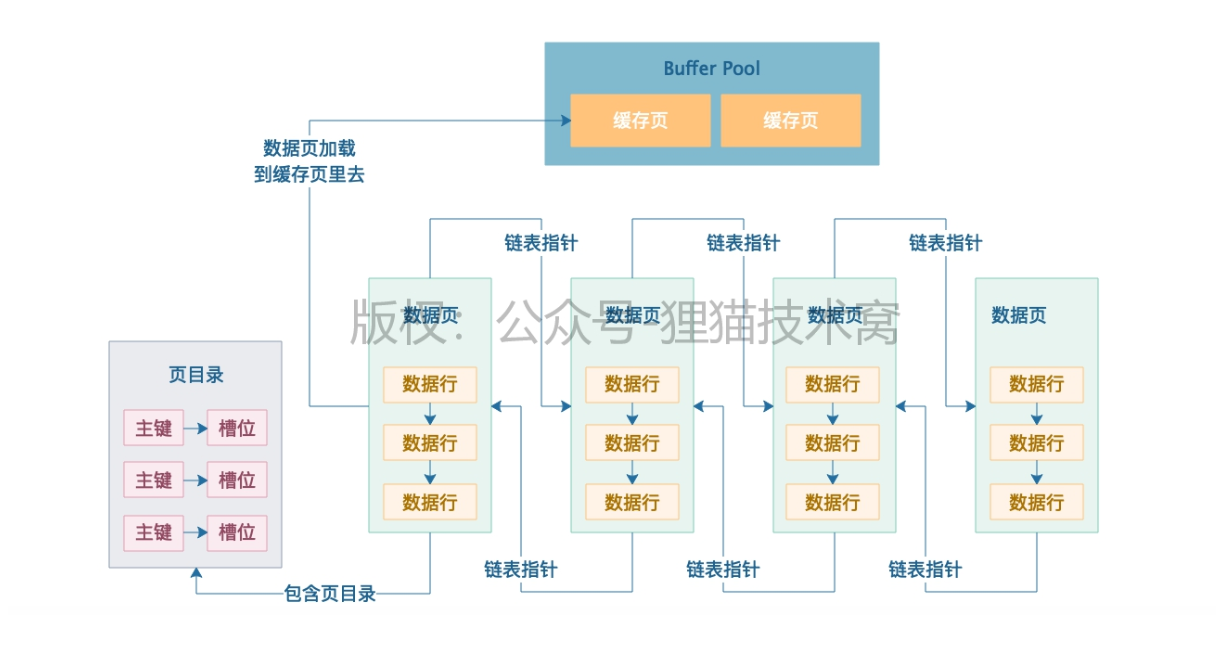 Buffer Pool
缓存页
缓存页
数据页加载
到缓存页里去
链表指针
链表指针
链表指针
版权：公众号-狸猫技术窝
数据页
数据页
数据页
数据页
页目录
数据行
数据行
数据行
数据行
主键
槽位
数据行
数据行
数据行
数据行
主键
槽位
数据行
数据行
数据行
数据行
主键
槽位
链表指针
链表指针
链表指针
包含页目录